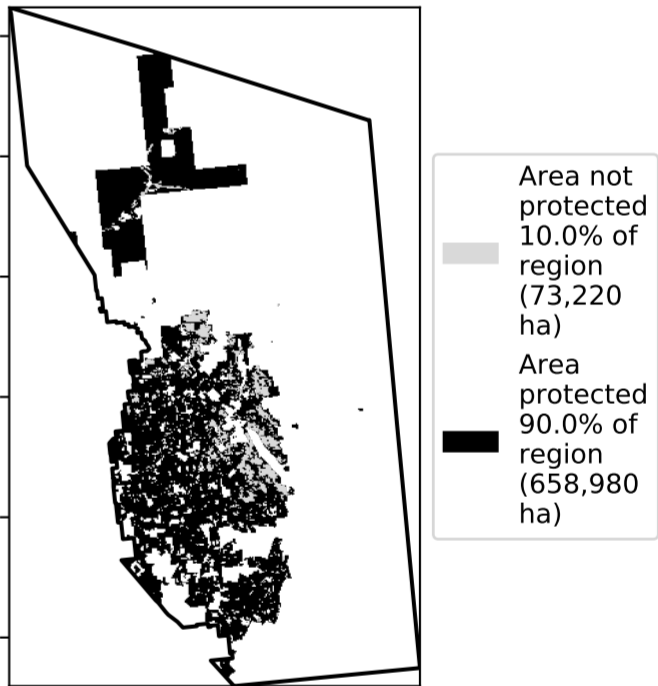 Area not
protected
10.0% of
region
(73,220
ha)
Area
protected
90.0% of
region
(658,980
ha)